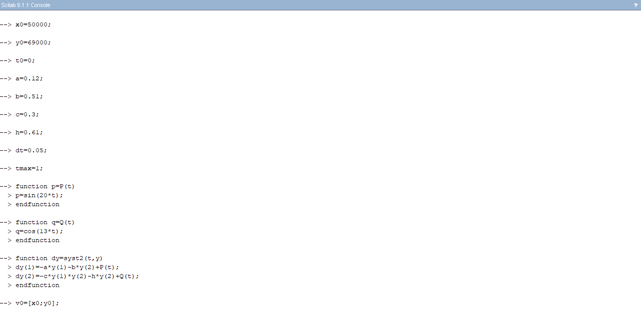 Scilab 6.1.1 Console
--> x0=50000;
--> y0=69000;
--> t0=0;
--> a=0.12;
--> b=0.51;
--> c=0.3;
--> h=0.61;
--> dt=0.05;
--> tmax=1;
--> function p=P(t)
> p=sin(20*t);
> endfunction
--> function q=Q(t)
> q=cos(13*t);
> endfunction
--> function dy=syst2(t,y)
> dy(1)=-a*y(1)-b*y(2)+P(t);
> dy(2)=-c*y(1)*y(2)-h*y(2)+Q(t);
> endfunction
--> v0=[x0;y0];